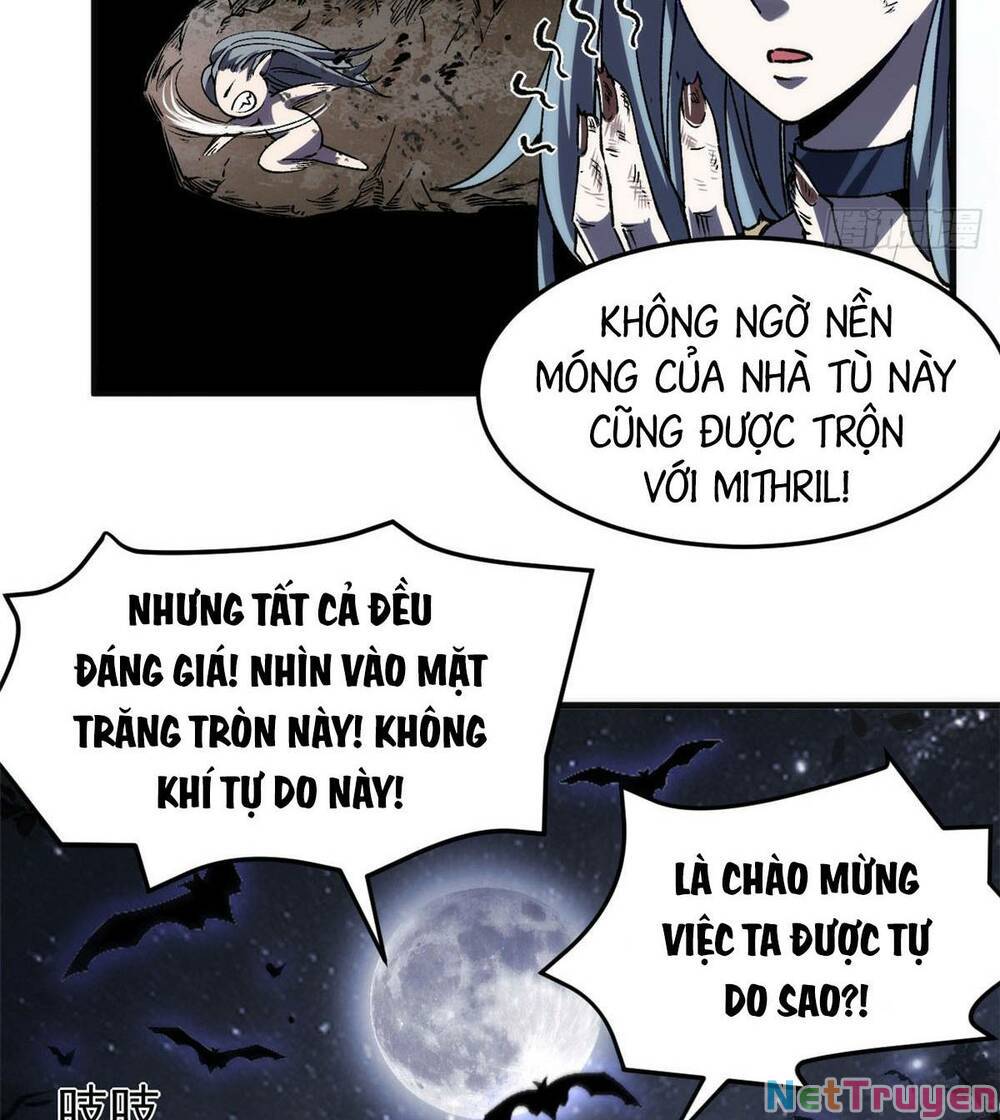 KHÔNG NGỜ NỀN
MÓNG CỦA NHÀ TÙ NÀY
CŨNG ĐƯỢC TRỘN
VỚI MITHRIL!
NHƯNG TẤT CẢ ĐỀU
ĐÁNG GIÁ! NHÌN VÀO MẶT
TRĂNG TRÒN NÀY! KHÔNG
KHÍ TỰ DO NÀY!
LÀ CHÀO MỪNG
VIỆC TA ĐƯỢC TỰ
DO SAO?!
吱吱
NetTruyen